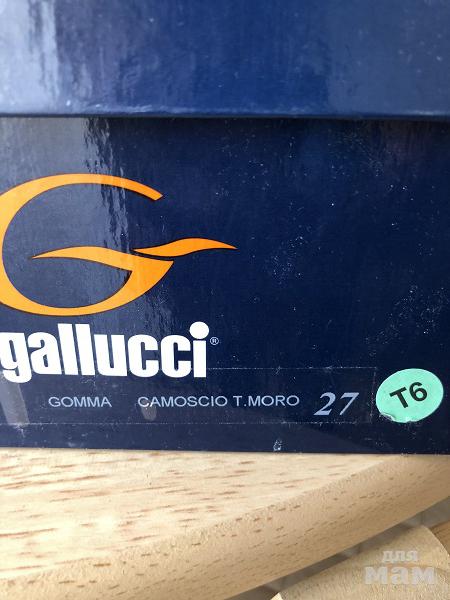 gallucci®
GOMMA CAMOSCIO T.MORO 27 T6
для
мам